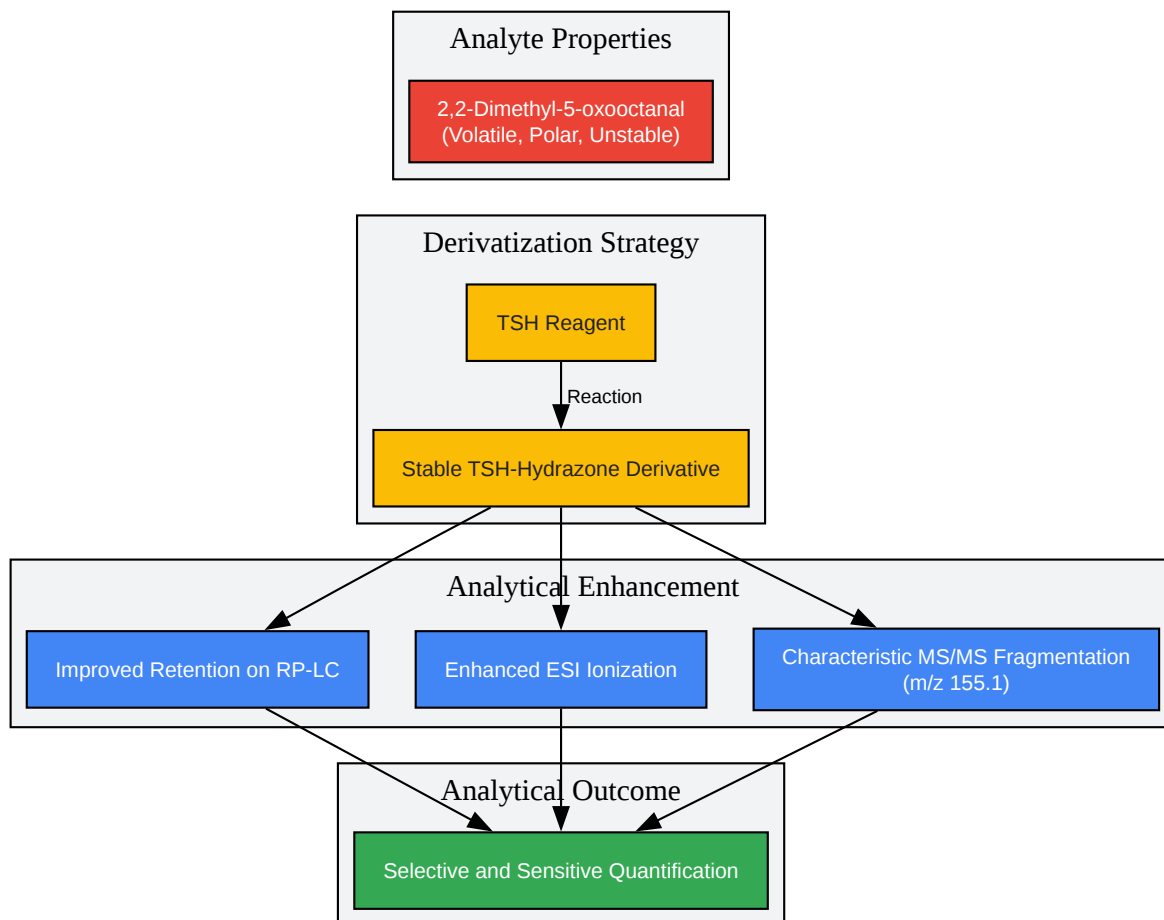 Analyte Properties
2,2-Dimethyl-5-oxooctanal
(Volatile, Polar, Unstable)
Derivatization Strategy
TSH Reagent
Reaction
Stable TSH-Hydrazone Derivative
Analytical Enhancement
Improved Retention on RP-LC
Enhanced ESI Ionization
Characteristic MS/MS Fragmentation
(m/z 155.1)
Analytical Outcome
Selective and Sensitive Quantification